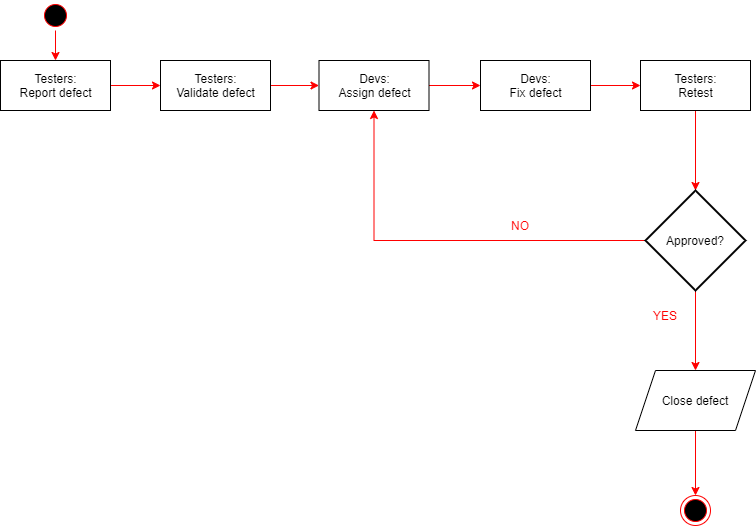 Testers:
Report defect
Testers:
Validate defect
Devs:
Assign defect
Devs:
Fix defect
Testers:
Retest
NO
Approved?
YES
Close defect